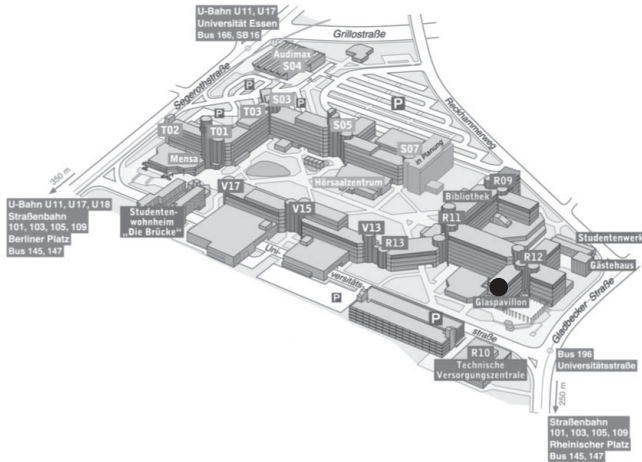 U-Bahn U11, U17
Universität Essen
Bus 166, SB16
Grillostraße
Segerothstraße
Audimax
S04
Reckhammerweg
P
P
P
P
S03
T03
S05
T02
T01
S07
in Planung
Mensa
350 m
Hörsaalzentrum
V17
R09
Bibliothek
U-Bahn U11, U17, U18
Straßenbahn
101, 103, 105, 109
Berliner Platz
Bus 145, 147
Studenten-
wohnheim
„Die Brücke“
V15
R11
V13
R13
Studentenwerk
R12
Gästehaus
Uni-
versitäts-
straße
Glaspavillon
P
P
Gladbecker Straße
R10
Technische
Versorgungszentrale
Bus 196
Universitätsstraße
250 m
Straßenbahn
101, 103, 105, 109
Rheinischer Platz
Bus 145, 147